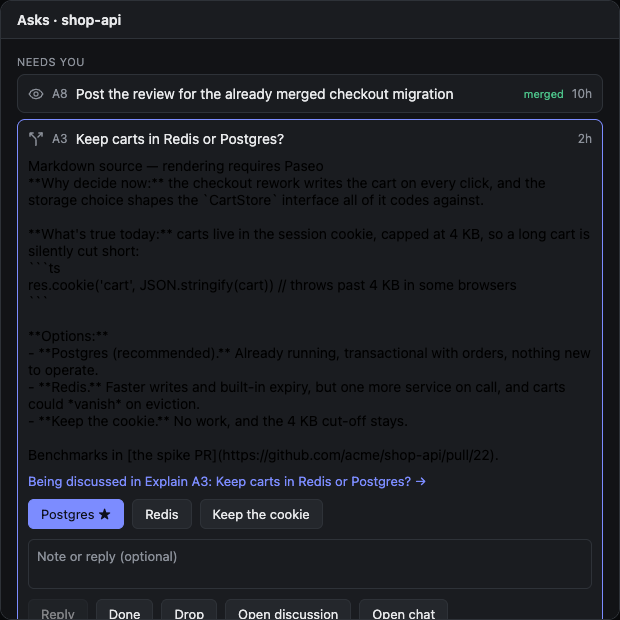 Asks · shop-api
NEEDS YOU
A8 Post the review for the already merged checkout migration merged 10h
A3 Keep carts in Redis or Postgres? 2h
Markdown source — rendering requires Paseo
**Why decide now:** the checkout rework writes the cart on every click, and the
storage choice shapes the `CartStore` interface all of it codes against.
**What's true today:** carts live in the session cookie, capped at 4 KB, so a long cart is
silently cut short:
```ts
res.cookie('cart', JSON.stringify(cart)) // throws past 4 KB in some browsers
```
**Options:**
- **Postgres (recommended).** Already running, transactional with orders, nothing new
to operate.
- **Redis.** Faster writes and built-in expiry, but one more service on call, and carts
could *vanish* on eviction.
- **Keep the cookie.** No work, and the 4 KB cut-off stays.
Benchmarks in [the spike PR](https://github.com/acme/shop-api/pull/22).
Being discussed in Explain A3: Keep carts in Redis or Postgres? →
Postgres ★ Redis Keep the cookie
Note or reply (optional)
Reply Done Drop Open discussion Open chat